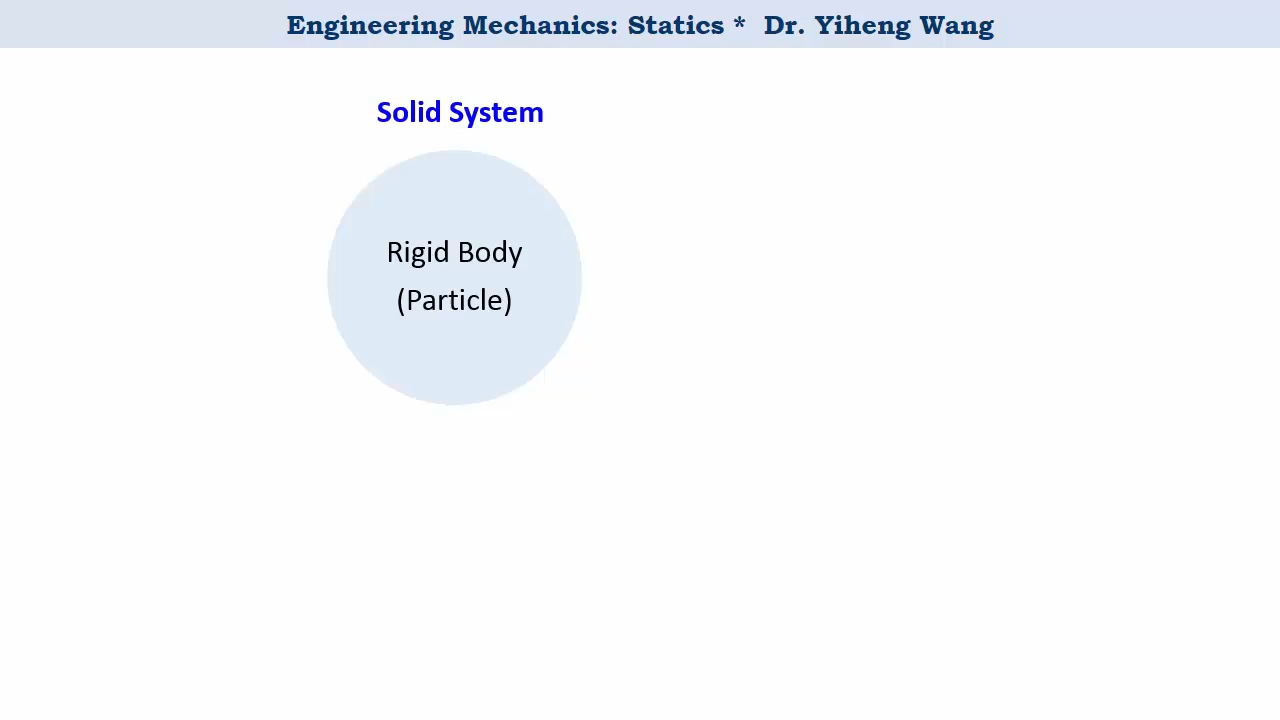 Engineering Mechanics: Statics * Dr. Yiheng Wang
Solid System
Rigid Body
(Particle)